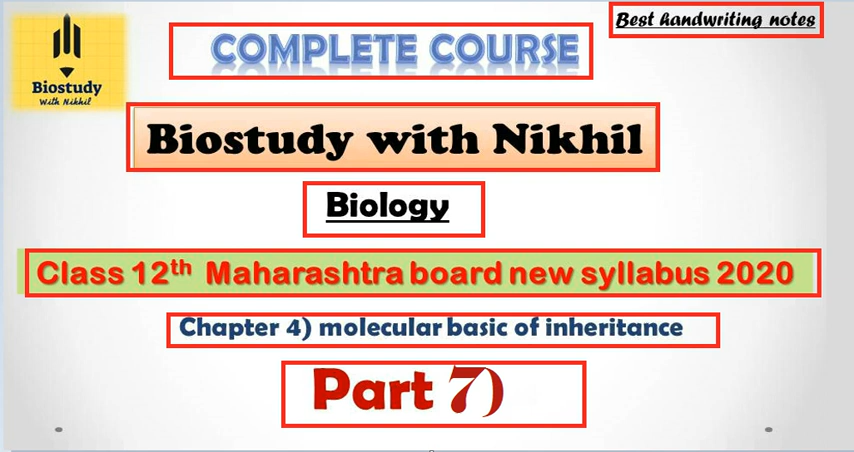 Best handwriting notes
Biostudy
With Nikhil
COMPLETE COURSE
Biostudy with Nikhil
Biology
Class 12th Maharashtra board new syllabus 2020
Chapter 4) molecular basic of inheritance
Part 7)